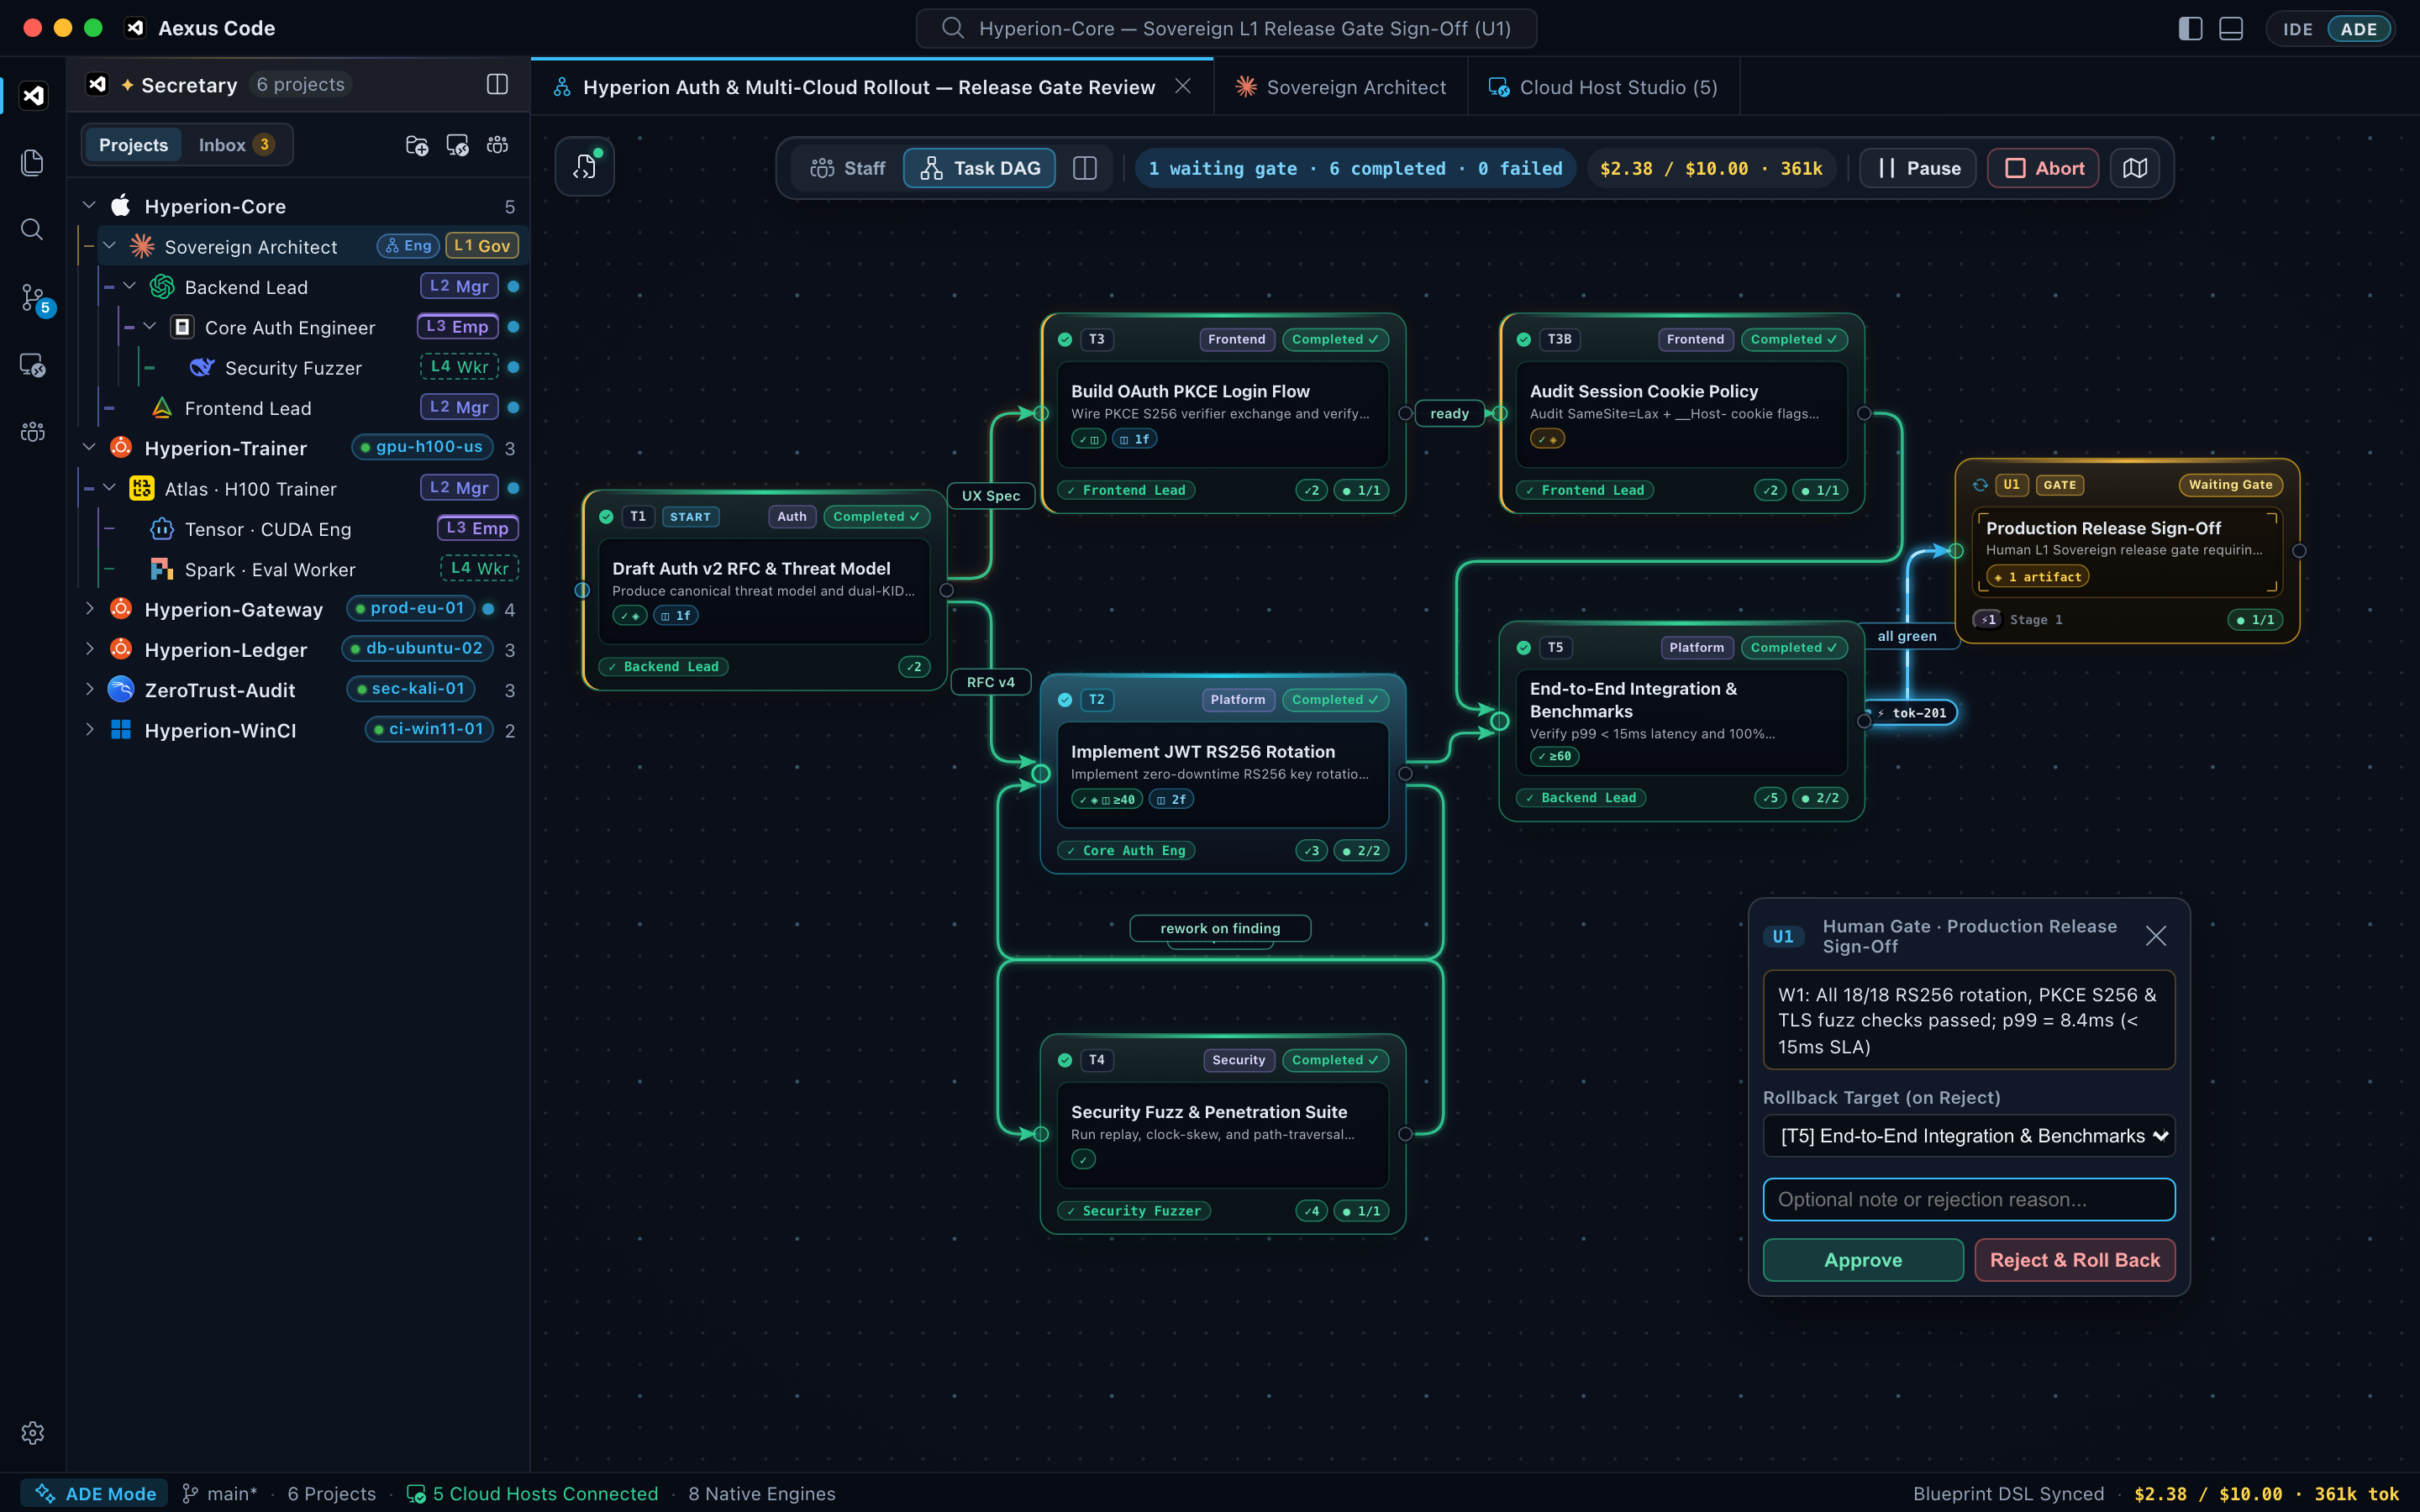 Aexus Code
Hyperion-Core — Sovereign L1 Release Gate Sign-Off (U1)
IDE ADE
Secretary 6 projects
Projects Inbox 3
Hyperion-Core 5
Sovereign Architect Eng L1 Gov
Backend Lead L2 Mgr
Core Auth Engineer L3 Emp
Security Fuzzer L4 Wkr
Frontend Lead L2 Mgr
Hyperion-Trainer gpu-h100-us 3
Atlas · H100 Trainer L2 Mgr
Tensor · CUDA Eng L3 Emp
Spark · Eval Worker L4 Wkr
Hyperion-Gateway prod-eu-01 4
Hyperion-Ledger db-ubuntu-02 3
ZeroTrust-Audit sec-kali-01 3
Hyperion-WinCI ci-win11-01 2
5
Hyperion Auth & Multi-Cloud Rollout — Release Gate Review
Sovereign Architect
Cloud Host Studio (5)
Staff Task DAG
1 waiting gate · 6 completed · 0 failed
$2.38 / $10.00 · 361k
Pause Abort
T1 START Auth Completed ✓
Draft Auth v2 RFC & Threat Model
Produce canonical threat model and dual-KID…
✓ ◈ ◫ 1f
✓ Backend Lead ✓2
UX Spec
RFC v4
T3 Frontend Completed ✓
Build OAuth PKCE Login Flow
Wire PKCE S256 verifier exchange and verify…
✓ ◫ ◫ 1f
✓ Frontend Lead ✓2 ● 1/1
ready
T3B Frontend Completed ✓
Audit Session Cookie Policy
Audit SameSite=Lax + __Host- cookie flags…
✓ ◈
✓ Frontend Lead ✓2 ● 1/1
T2 Platform Completed ✓
Implement JWT RS256 Rotation
Implement zero-downtime RS256 key rotatio…
✓ ◈ ◫ ≥40 ◫ 2f
✓ Core Auth Eng ✓3 ● 2/2
rework on finding
T4 Security Completed ✓
Security Fuzz & Penetration Suite
Run replay, clock-skew, and path-traversal…
✓
✓ Security Fuzzer ✓4 ● 1/1
T5 Platform Completed ✓
End-to-End Integration &
Benchmarks
Verify p99 < 15ms latency and 100%…
✓ ≥60
✓ Backend Lead ✓5 ● 2/2
all green
⚡ tok-201
U1 GATE Waiting Gate
Production Release Sign-Off
Human L1 Sovereign release gate requirin…
◈ 1 artifact
⚡1 Stage 1 ● 1/1
U1 Human Gate · Production Release
Sign-Off
W1: All 18/18 RS256 rotation, PKCE S256 &
TLS fuzz checks passed; p99 = 8.4ms (<
15ms SLA)
Rollback Target (on Reject)
[T5] End-to-End Integration & Benchmarks
Optional note or rejection reason...
Approve Reject & Roll Back
ADE Mode main* · 6 Projects · 5 Cloud Hosts Connected · 8 Native Engines
Blueprint DSL Synced · $2.38 / $10.00 · 361k tok